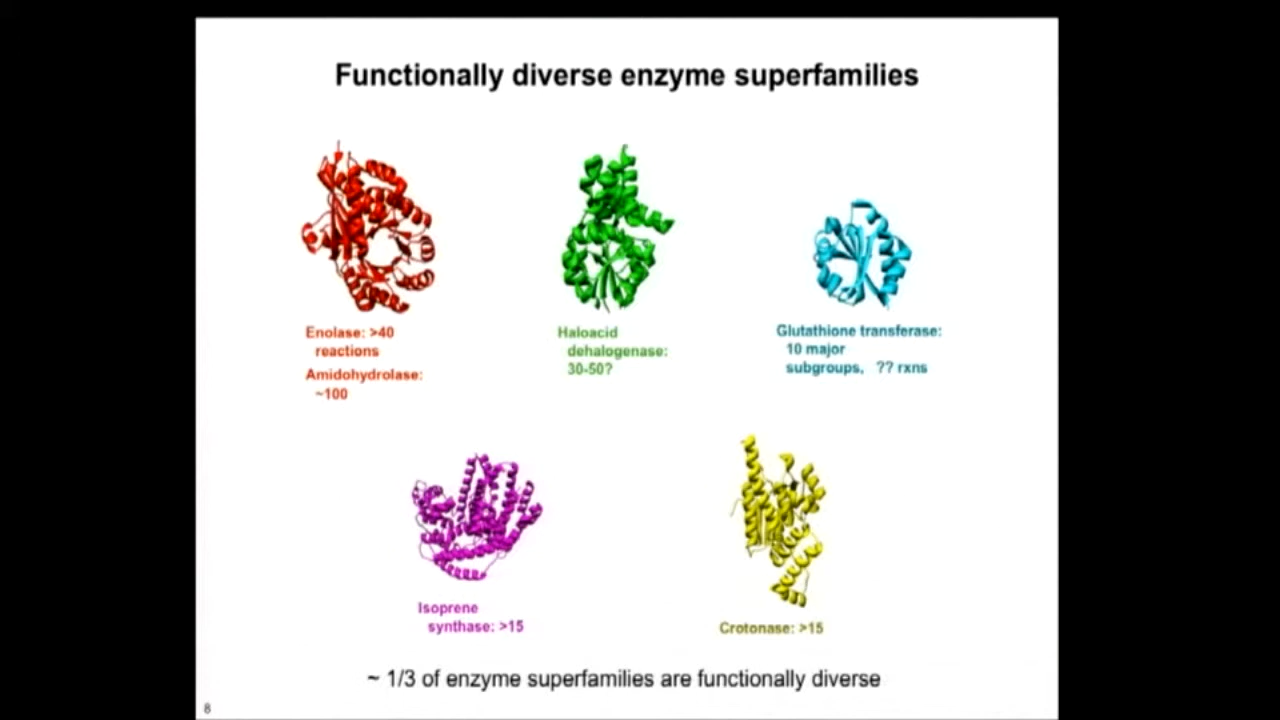 Functionally diverse enzyme superfamilies
Enolase: >40
reactions
Amidohydrolase:
~100
Haloacid
dehalogenase:
30-50?
Glutathione transferase:
10 major
subgroups, ?? rxns
Isoprene
synthase: >15
Crotonase: >15
~ 1/3 of enzyme superfamilies are functionally diverse
8